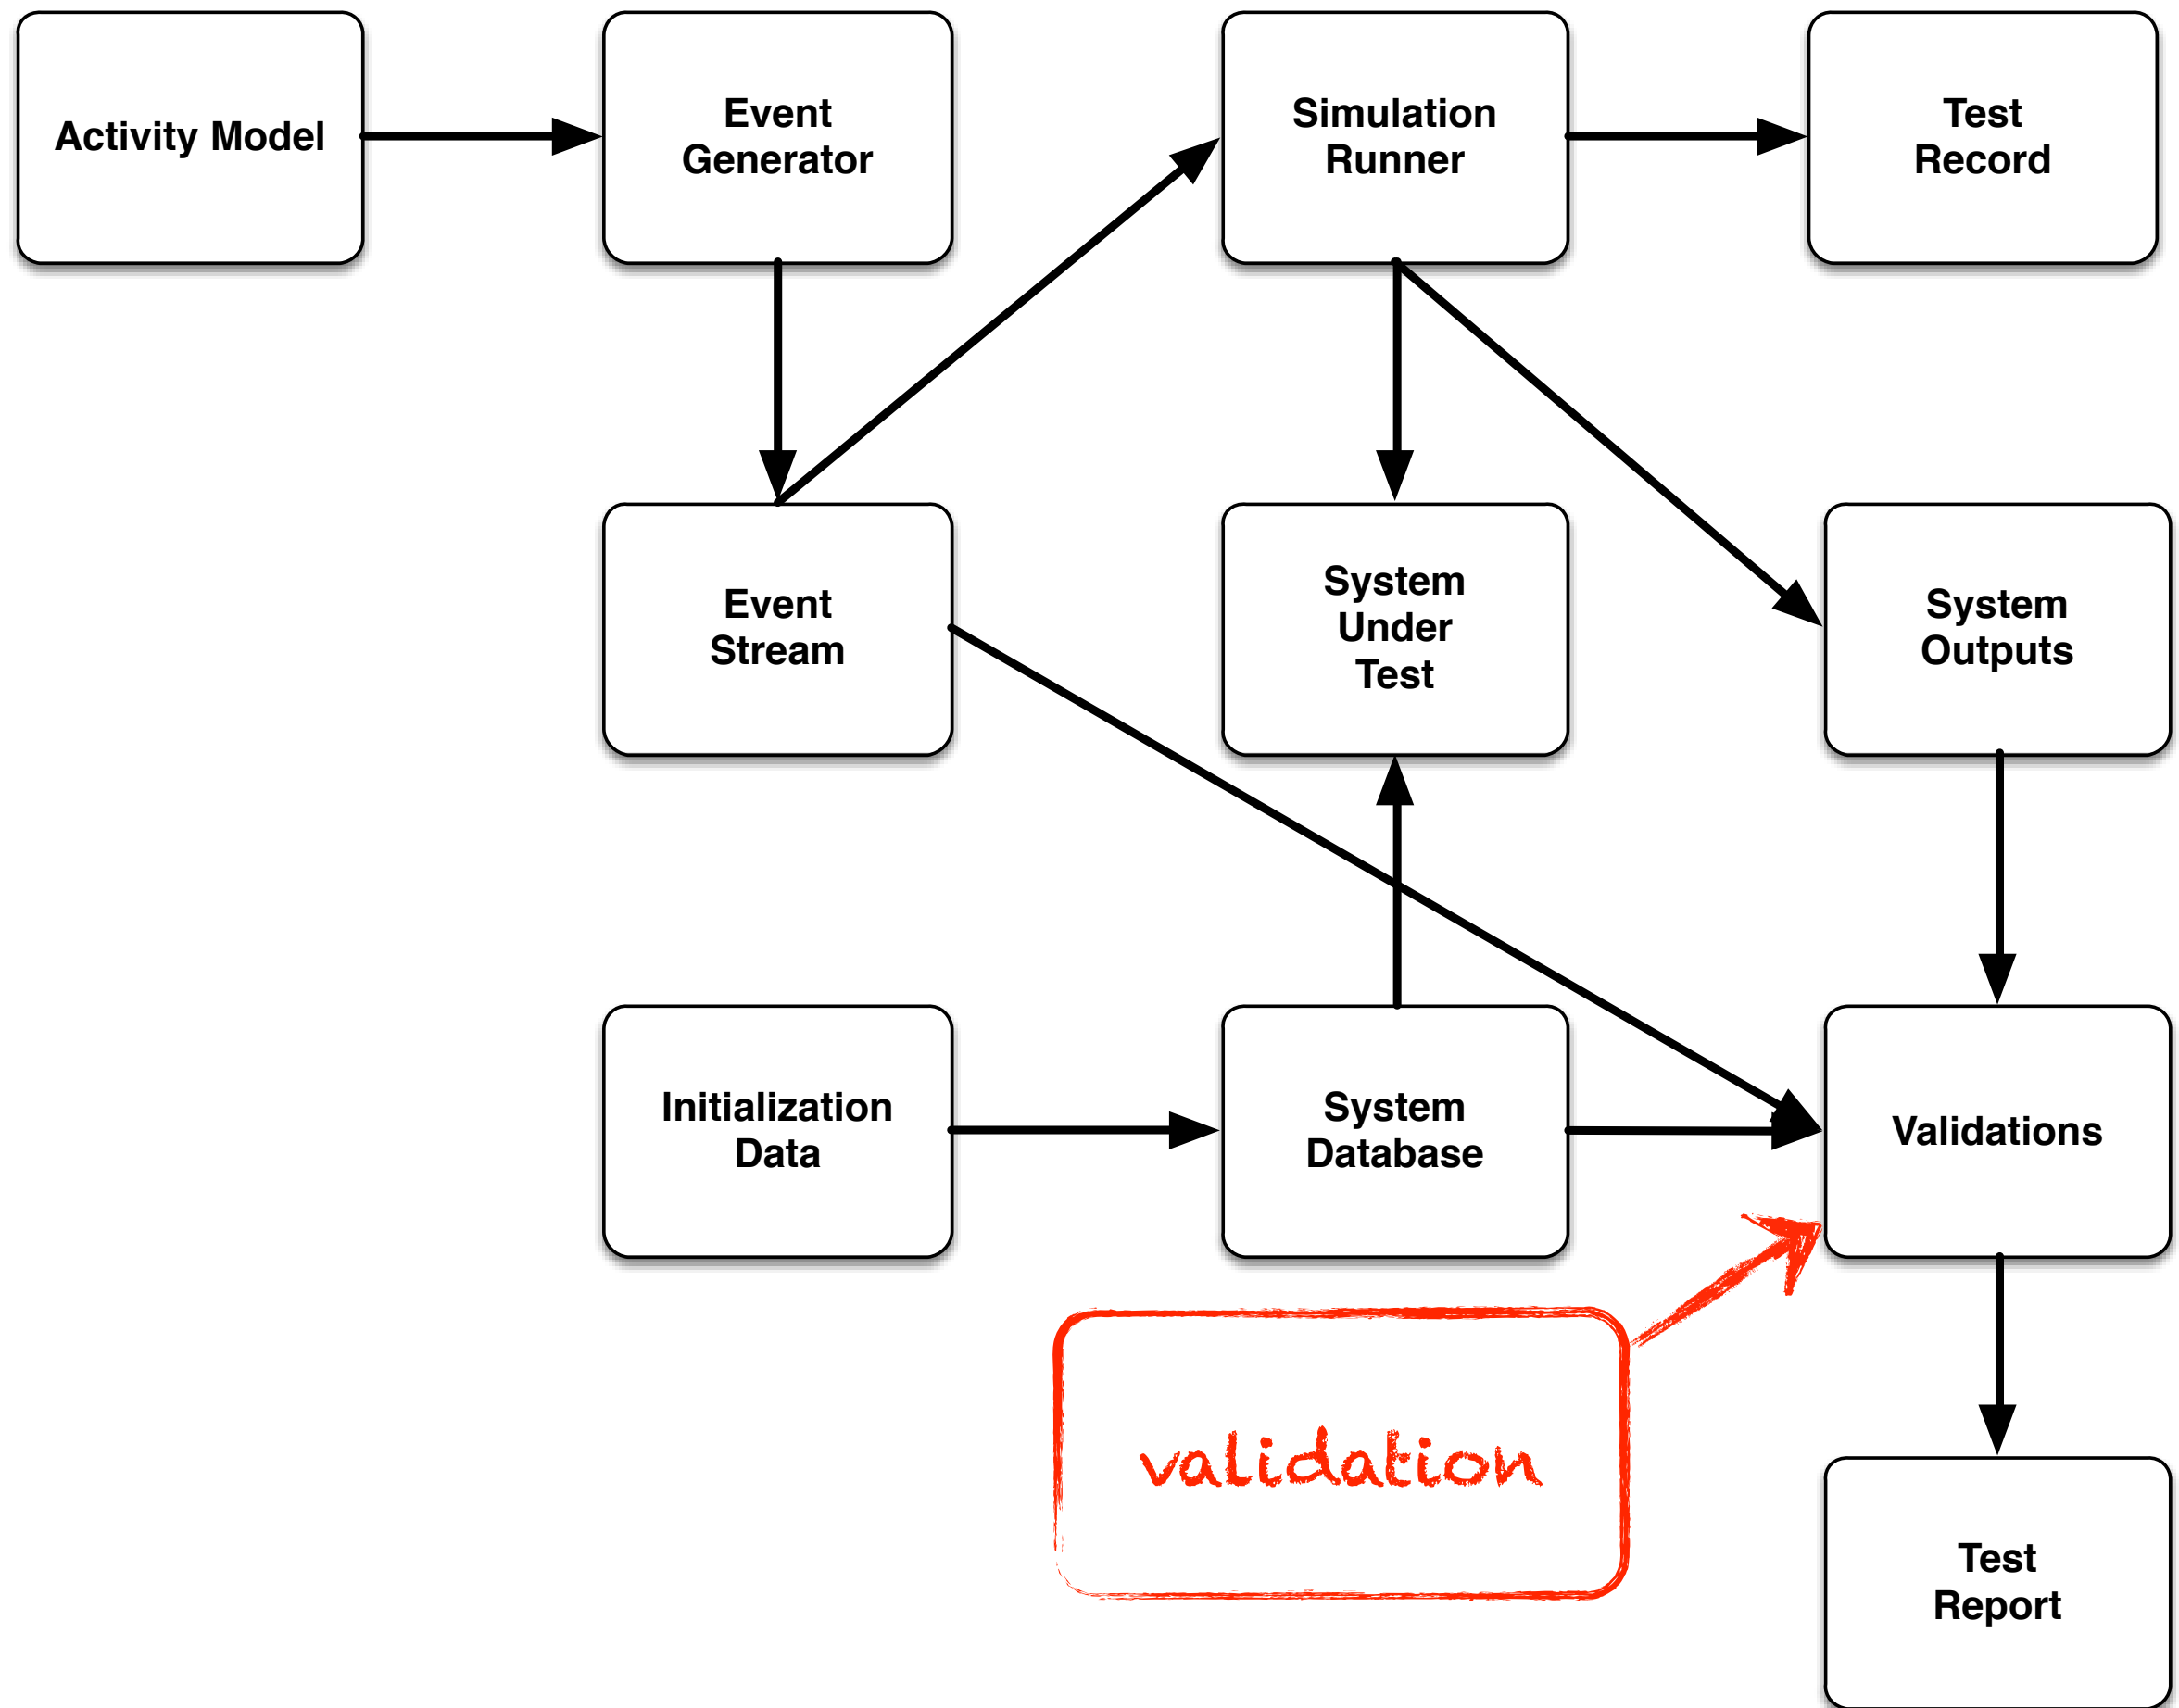 Activity Model
Event
Generator
Simulation
Runner
Test
Record
Event
Stream
System
Under
Test
System
Outputs
Initialization
Data
System
Database
Validations
validation
Test
Report